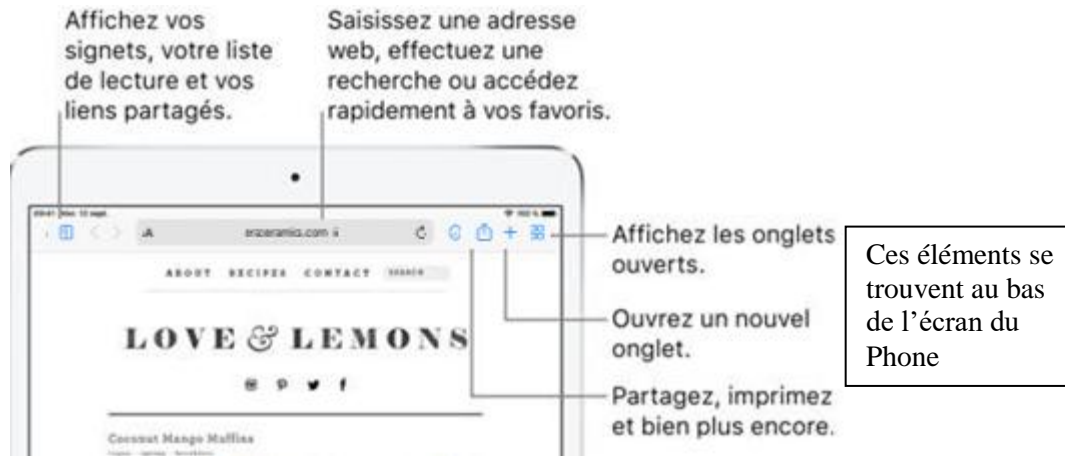 Affichez vos
signets, votre liste
de lecture et vos
liens partagés.
Saisissez une adresse
web, effectuez une
recherche ou accédez
rapidement à vos favoris.
AA
ABOUT RECIPES CONTACT SEARCH
LOVE & LEMONS
Coconut Mango Muffins
Affichez les onglets
ouverts.
Ouvrez un nouvel
onglet.
Partagez, imprimez
et bien plus encore.
Ces éléments se
trouvent au bas
de l’écran du
Phone